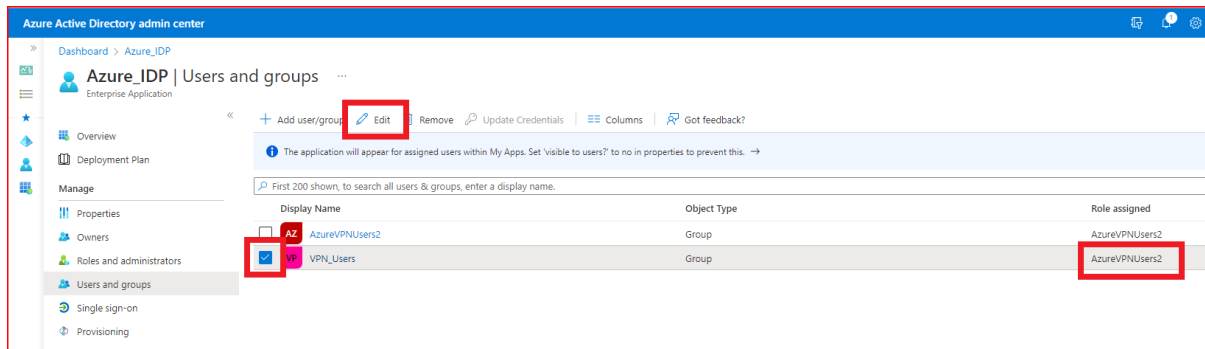 Azure Active Directory admin center
1
Dashboard > Azure_IDP
Azure_IDP | Users and groups ...
Enterprise Application
Add user/group Edit Remove Update Credentials Columns Got feedback?
The application will appear for assigned users within My Apps. Set 'visible to users?' to no in properties to prevent this. →
First 200 shown, to search all users & groups, enter a display name.
Display Name Object Type Role assigned
AZ AzureVPNUsers2 Group AzureVPNUsers2
VP VPN_Users Group AzureVPNUsers2
Overview
Deployment Plan
Manage
Properties
Owners
Roles and administrators
Users and groups
Single sign-on
Provisioning